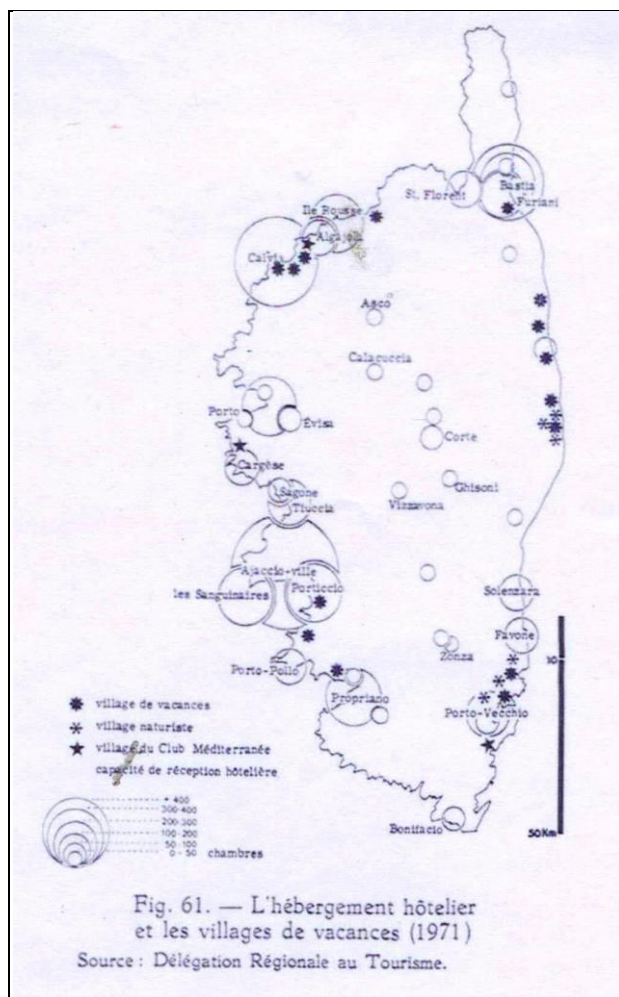 St. Florent
Bastia
Furiani
Ile Rousse
Algajola
Calvi
Asco
Calacuccia
Porto
Évisa
Corte
Cargèse
Ghisoni
Sagone
Vizzavona
Tiuccia
Ajaccio-ville
les Sanguinaires
Porticcio
Solenzara
Favone
Zonza
Porto-Pollo
10
Propriano
Porto-Vecchio
Bonifacio
50Km
village de vacances
village naturiste
village du Club Méditerranée
capacité de réception hôtelière
+ 400
300-400
200-300
100-200
50-100
0-50 chambres
Fig. 61. — L'hébergement hôtelier
et les villages de vacances (1971)
Source : Délégation Régionale au Tourisme.